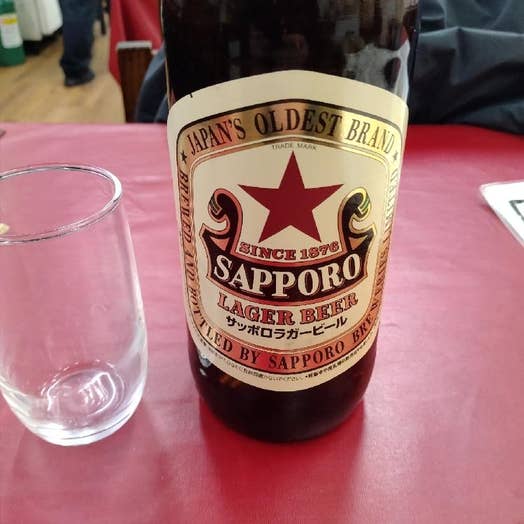 ★ JAPAN'S OLDEST BRAND ★
TRADE MARK
SINCE 1876
SAPPORO
LAGER BEER
サッポロラガービール
BREWED AND BOTTLED BY SAPPORO